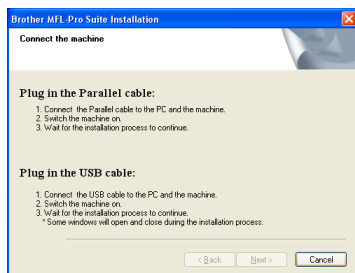 Brother MFL-Pro Suite Installation
Connect the machine
Plug in the Parallel cable:
1. Connect the Parallel cable to the PC and the machine.
2. Switch the machine on.
3. Wait for the installation process to continue.
Plug in the USB cable:
1. Connect the USB cable to the PC and the machine.
2. Switch the machine on.
3. Wait for the installation process to continue.
* Some windows will open and close during the installation process.
< Back Next > Cancel